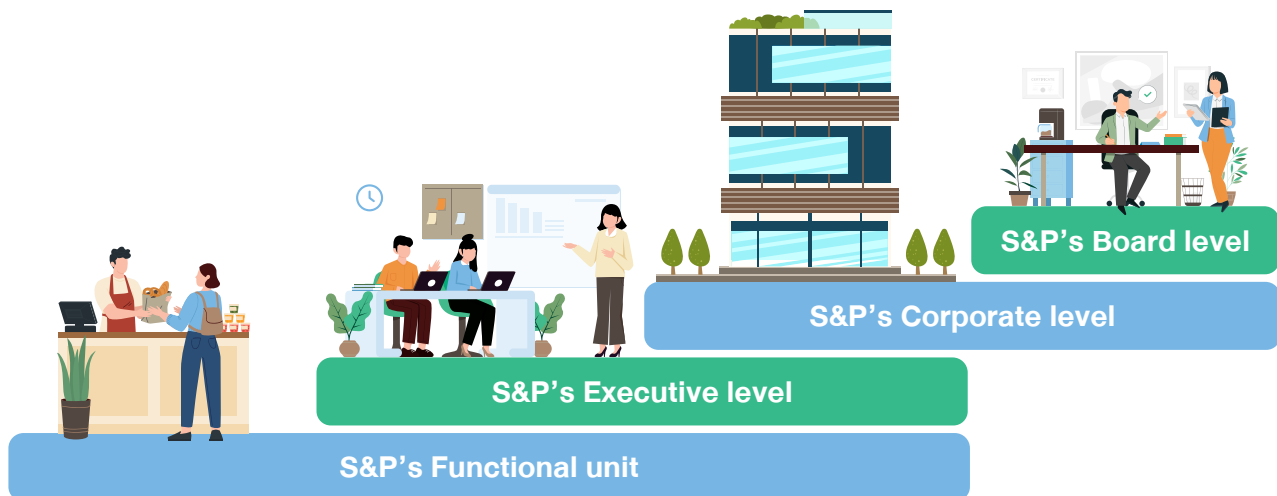 S&P’s Board level
S&P’s Corporate level
S&P’s Executive level
S&P’s Functional unit